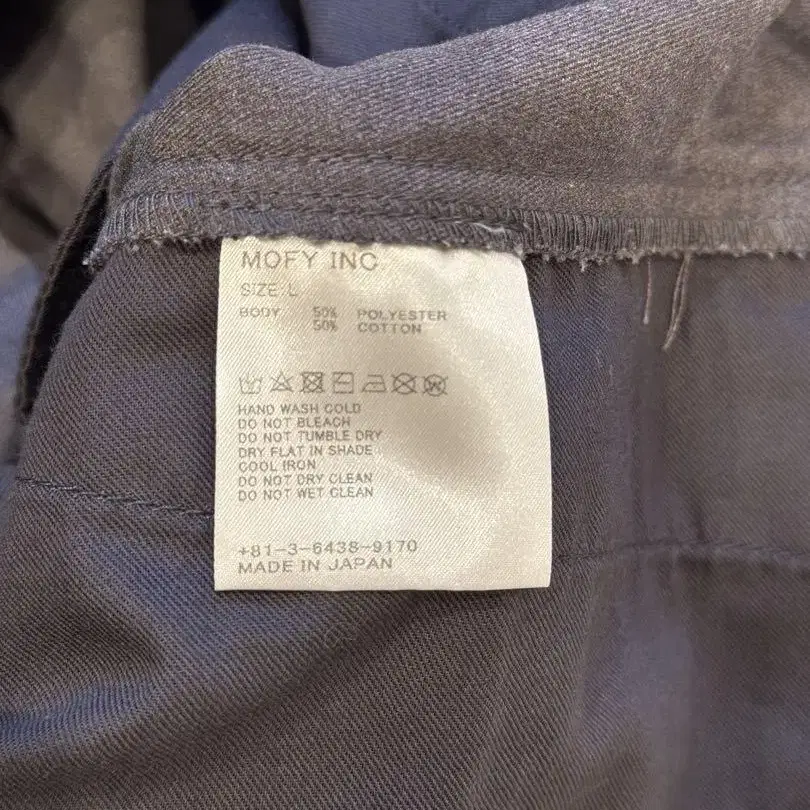 MOFY INC.
SIZE:L
BODY 50% POLYESTER
50% COTTON
HAND WASH COLD
DO NOT BLEACH
DO NOT TUMBLE DRY
DRY FLAT IN SHADE
COOL IRON
DO NOT DRY CLEAN
DO NOT WET CLEAN
+81-3-6438-9170
MADE IN JAPAN